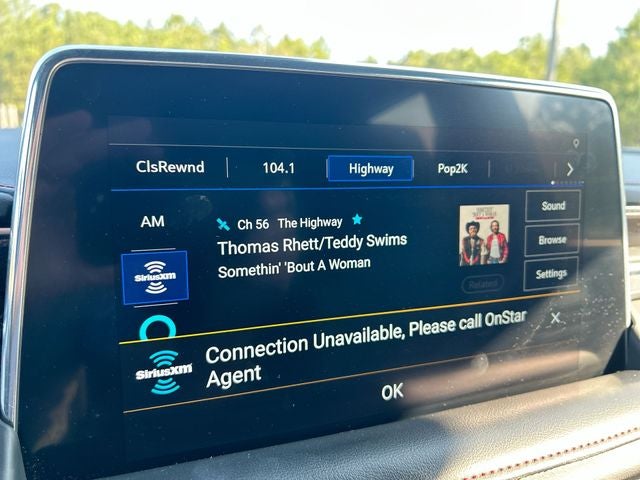 ClsRewnd
104.1
Highway
Pop2K
AM
Ch 56 The Highway
Sound
Thomas Rhett/Teddy Swims
Somethin' 'Bout A Woman
Browse
SiriusXM
Related
Settings
Connection Unavailable, Please call OnStar
Agent
SiriusXM
OK